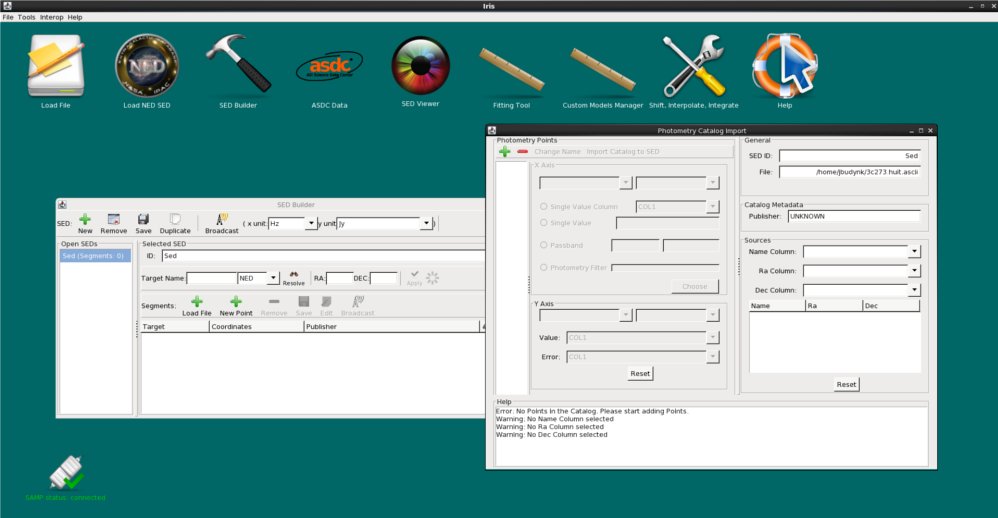 Iris
File Tools Interop Help
NED
NASA IPAC
asdc
Load File
Load NED SED
SED Builder
ASDC Data
SED Viewer
Fitting Tool
Custom Models Manager
Shift, Interpolate, Integrate
Help
SED Builder
SED:
New
Remove
Save
Duplicate
Broadcast
( x unit: Hz
y unit: Jy
)
Open SEDs
Sed (Segments: 0)
Selected SED
ID: Sed
Target Name:
NED
Resolve
RA:
DEC:
Apply
Segments:
Load File
New Point
Remove
Save
Edit
Broadcast
Target
Coordinates
Publisher
Photometry Catalog Import
Photometry Points
Change Name
Import Catalog to SED
X Axis
Single Value Column
COL1
Single Value
Passband
Photometry Filter
Choose
Y Axis
Value: COL1
Error: COL1
Reset
General
SED ID: Sed
File: /home/jbudynk/3c273 huit.ascii
Catalog Metadata
Publisher: UNKNOWN
Sources
Name Column:
Ra Column:
Dec Column:
Name
Ra
Dec
Reset
Help
Error: No Points in the Catalog. Please start adding Points.
Warning: No Name Column selected
Warning: No Ra Column selected
Warning: No Dec Column selected
SAMP status: connected